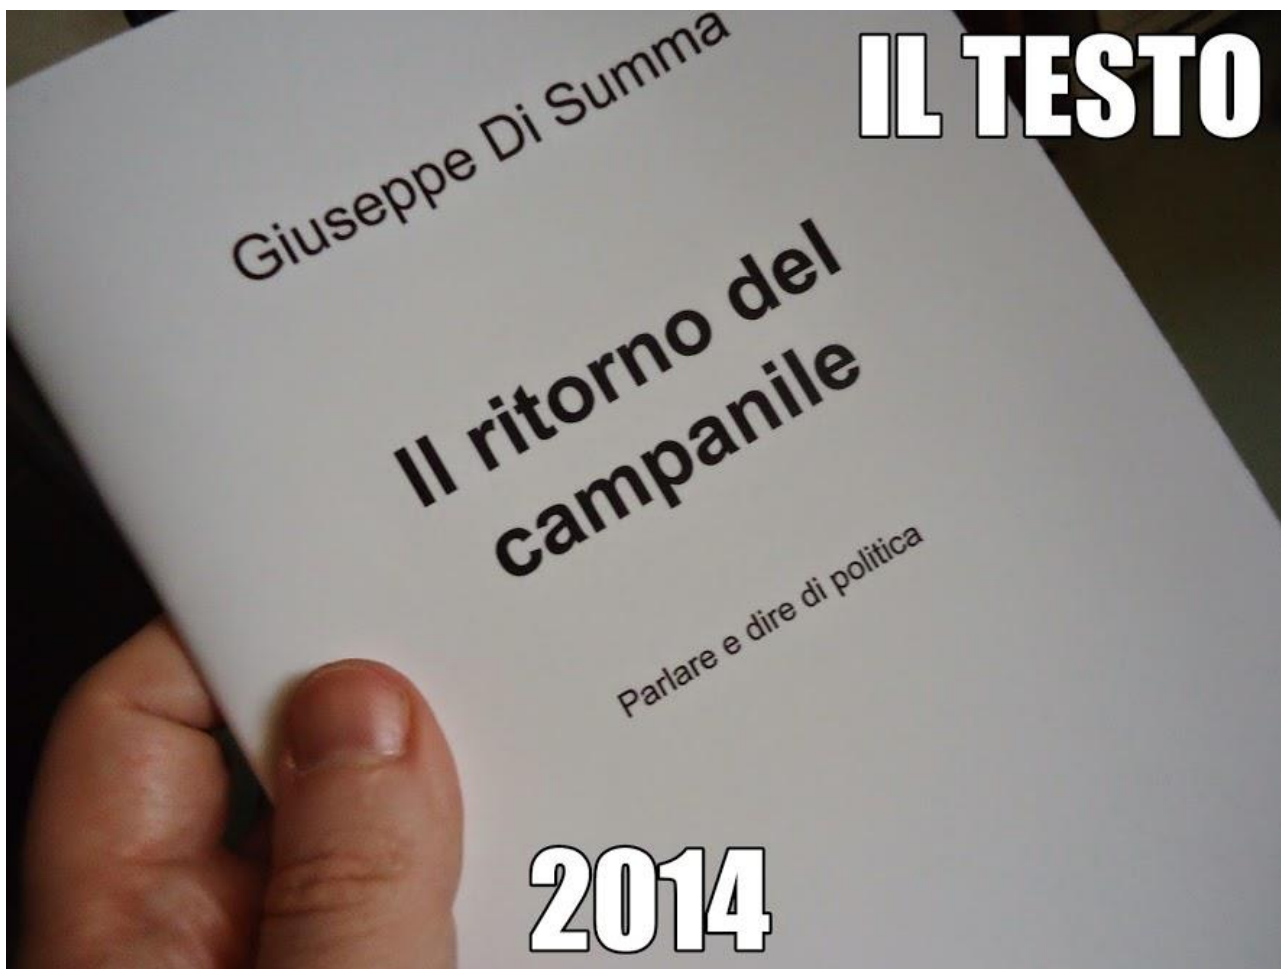 IL TESTO
Giuseppe Di Summa
Il ritorno del
campanile
Parlare e dire di politica
2014